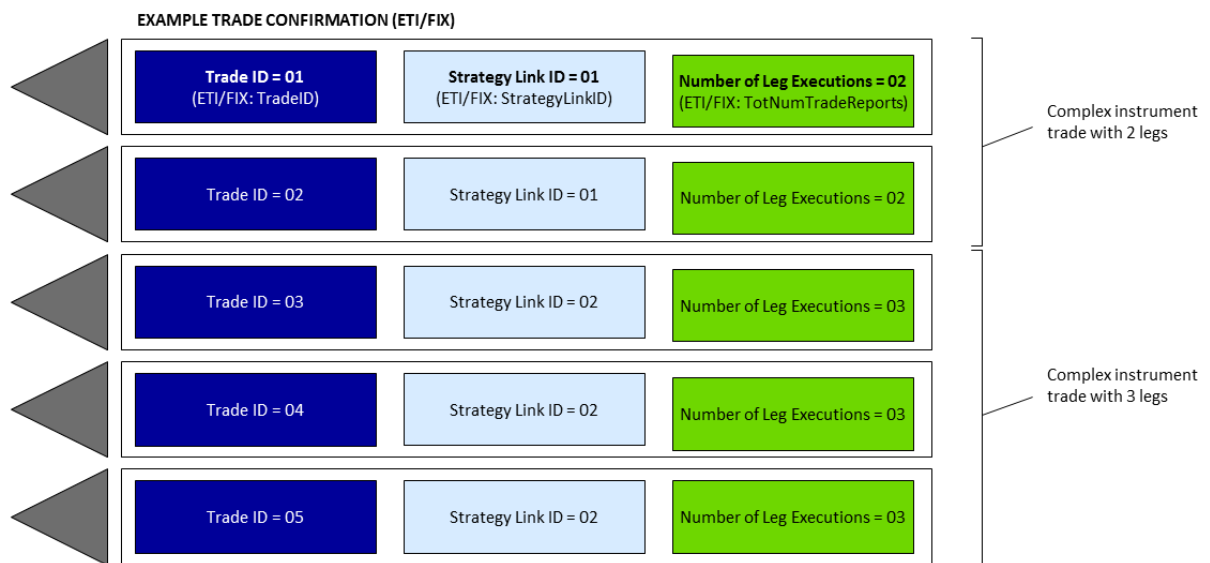 EXAMPLE TRADE CONFIRMATION (ETI/FIX)
Trade ID = 01
(ETI/FIX: TradeID)
Strategy Link ID = 01
(ETI/FIX: StrategyLinkID)
Number of Leg Executions = 02
(ETI/FIX: TotNumTradeReports)
Complex instrument
trade with 2 legs
Trade ID = 02
Strategy Link ID = 01
Number of Leg Executions = 02
Trade ID = 03
Strategy Link ID = 02
Number of Leg Executions = 03
Complex instrument
trade with 3 legs
Trade ID = 04
Strategy Link ID = 02
Number of Leg Executions = 03
Trade ID = 05
Strategy Link ID = 02
Number of Leg Executions = 03